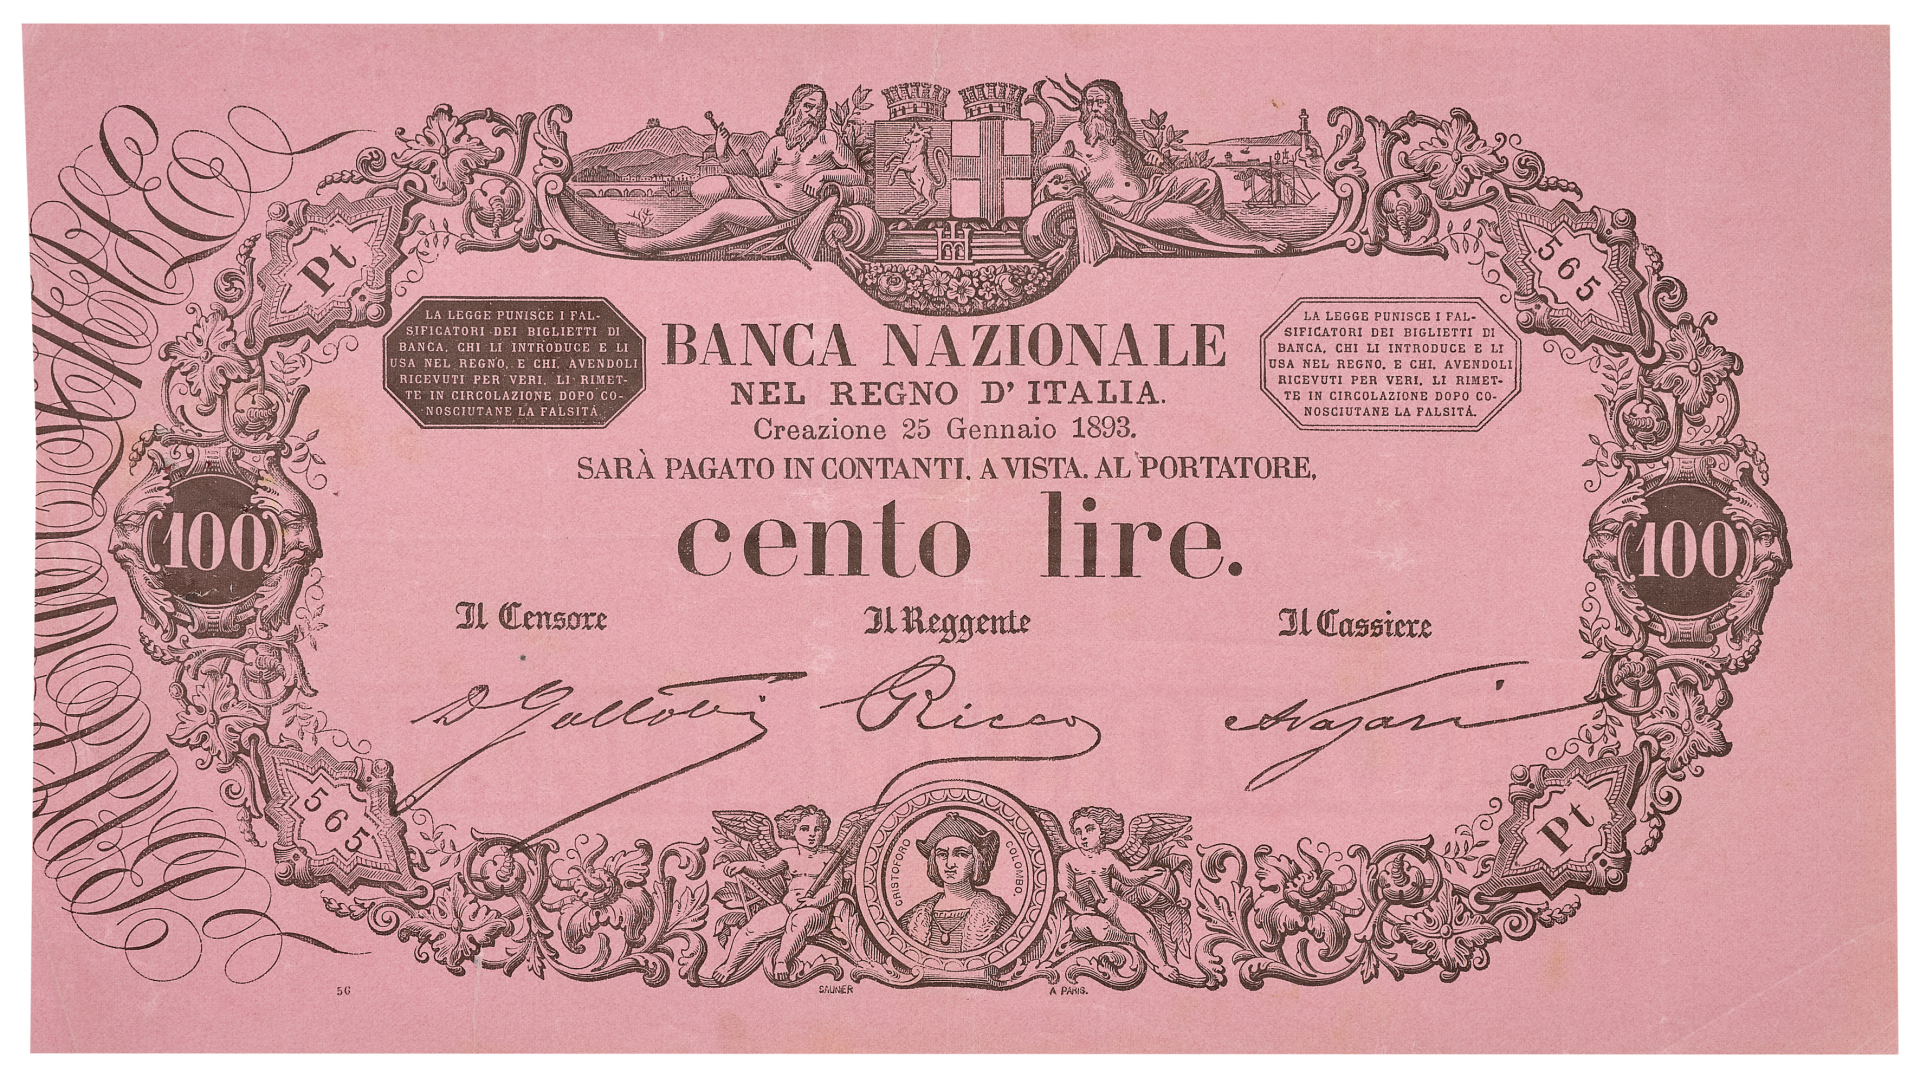 Pt
565
LA LEGGE PUNISCE I FAL-
SIFICATORI DEI BIGLIETTI DI
BANCA, CHI LI INTRODUCE E LI
USA NEL REGNO, E CHI, AVENDOLI
RICEVUTI PER VERI, LI RIMET-
TE IN CIRCOLAZIONE DOPO CO-
NOSCIUTANE LA FALSITÀ.
BANCA NAZIONALE
NEL REGNO D'ITALIA.
Creazione 25 Gennaio 1893.
LA LEGGE PUNISCE I FAL-
SIFICATORI DEI BIGLIETTI DI
BANCA, CHI LI INTRODUCE E LI
USA NEL REGNO, E CHI, AVENDOLI
RICEVUTI PER VERI, LI RIMET-
TE IN CIRCOLAZIONE DOPO CO-
NOSCIUTANE LA FALSITÁ.
SARÀ PAGATO IN CONTANTI, A VISTA, AL PORTATORE,
cento lire.
100
100
Il Censore
Il Reggente
Il Cassiere
Ricco
565
Pt
CRISTOFORO COLOMBO.
56
SAUNIER
A PARIS.